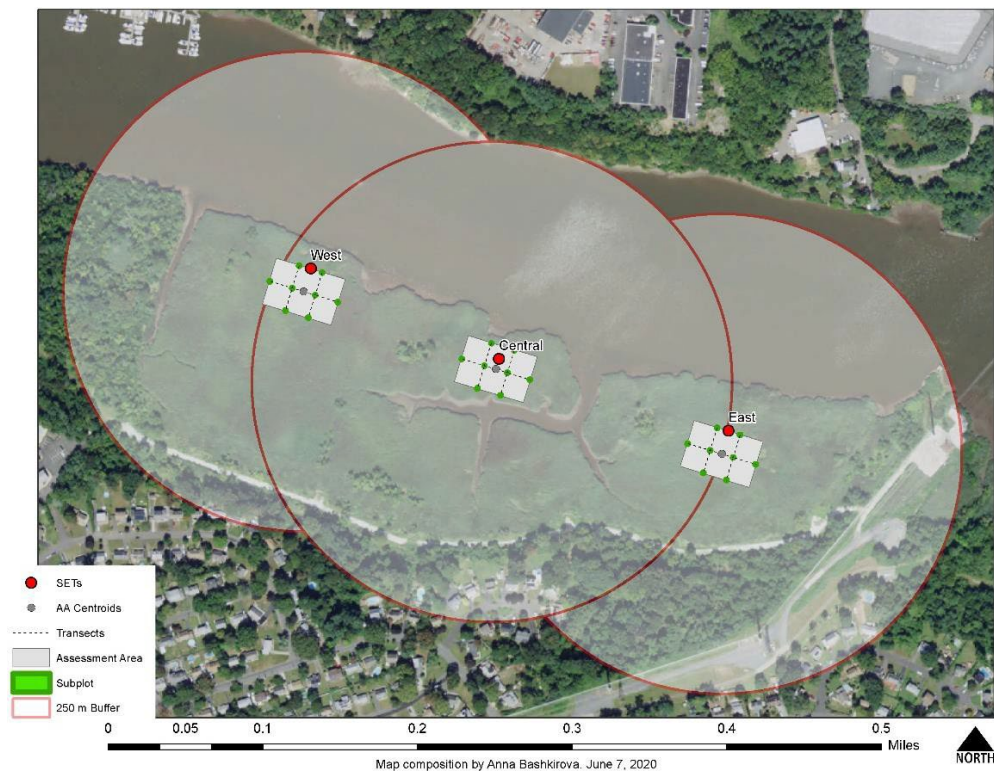 West
Central
East
SETs
AA Centroids
Transects
Assessment Area
Subplot
250 m Buffer
0 0.05 0.1 0.2 0.3 0.4 0.5
Miles
NORTH
Map composition by Anna Bashkirova. June 7, 2020